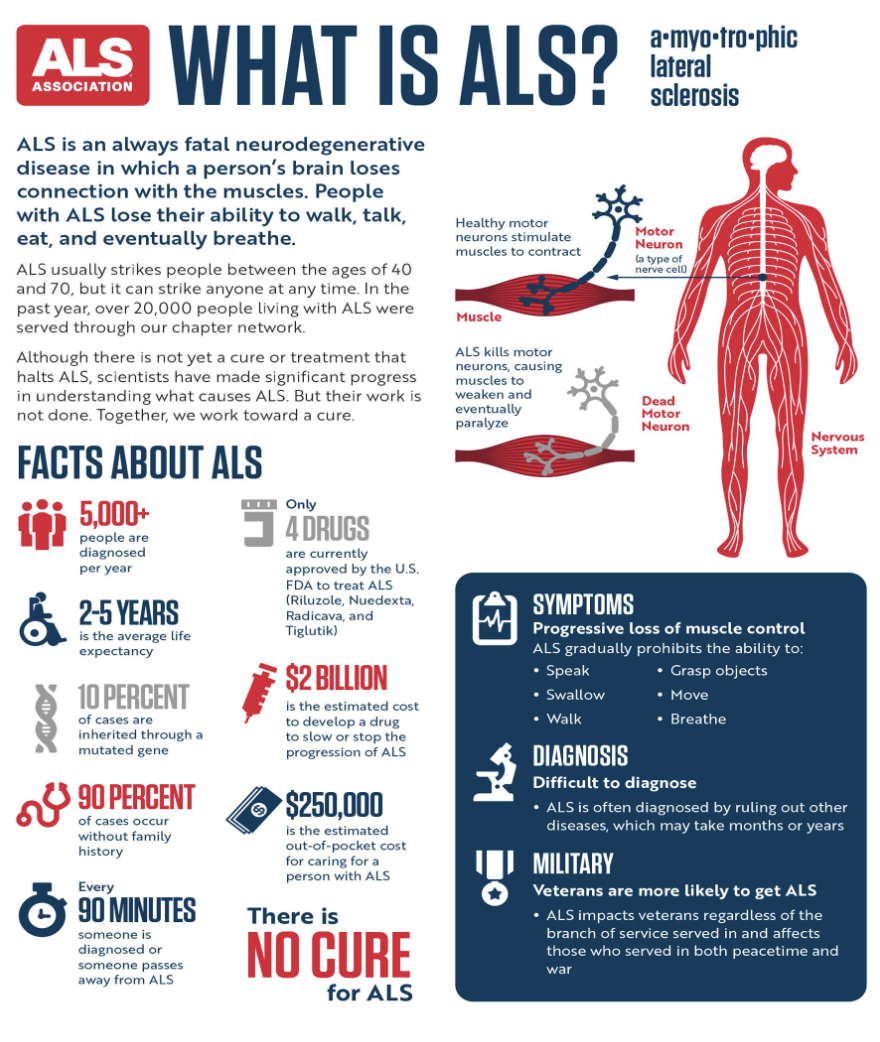 ALS
ASSOCIATION
WHAT IS ALS?
a•myo•tro•phic
lateral
sclerosis
ALS is an always fatal neurodegenerative
disease in which a person's brain loses
connection with the muscles. People
with ALS lose their ability to walk, talk,
eat, and eventually breathe.
ALS usually strikes people between the ages of 40
and 70, but it can strike anyone at any time. In the
past year, over 20,000 people living with ALS were
served through our chapter network.
Although there is not yet a cure or treatment that
halts ALS, scientists have made significant progress
in understanding what causes ALS. But their work is
not done. Together, we work toward a cure.
Healthy motor
neurons stimulate
muscles to contract
Motor
Neuron
(a type of
nerve cell)
Muscle
ALS kills motor
neurons, causing
muscles to
weaken and
eventually
paralyze
Dead
Motor
Neuron
Nervous
System
FACTS ABOUT ALS
5,000+
people are
diagnosed
per year
2-5 YEARS
is the average life
expectancy
10 PERCENT
of cases are
inherited through a
mutated gene
90 PERCENT
of cases occur
without family
history
Every
90 MINUTES
someone is
diagnosed or
someone passes
away from ALS
Only
4 DRUGS
are currently
approved by the U.S.
FDA to treat ALS
(Riluzole, Nuedexta,
Radicava, and
Tiglutik)
$2 BILLION
is the estimated cost
to develop a drug
to slow or stop the
progression of ALS
$250,000
is the estimated
out-of-pocket cost
for caring for a
person with ALS
There is
NO CURE
for ALS
SYMPTOMS
Progressive loss of muscle control
ALS gradually prohibits the ability to:
• Speak
• Swallow
• Walk
• Grasp objects
• Move
• Breathe
DIAGNOSIS
Difficult to diagnose
• ALS is often diagnosed by ruling out other
diseases, which may take months or years
MILITARY
Veterans are more likely to get ALS
• ALS impacts veterans regardless of the
branch of service served in and affects
those who served in both peacetime and
war